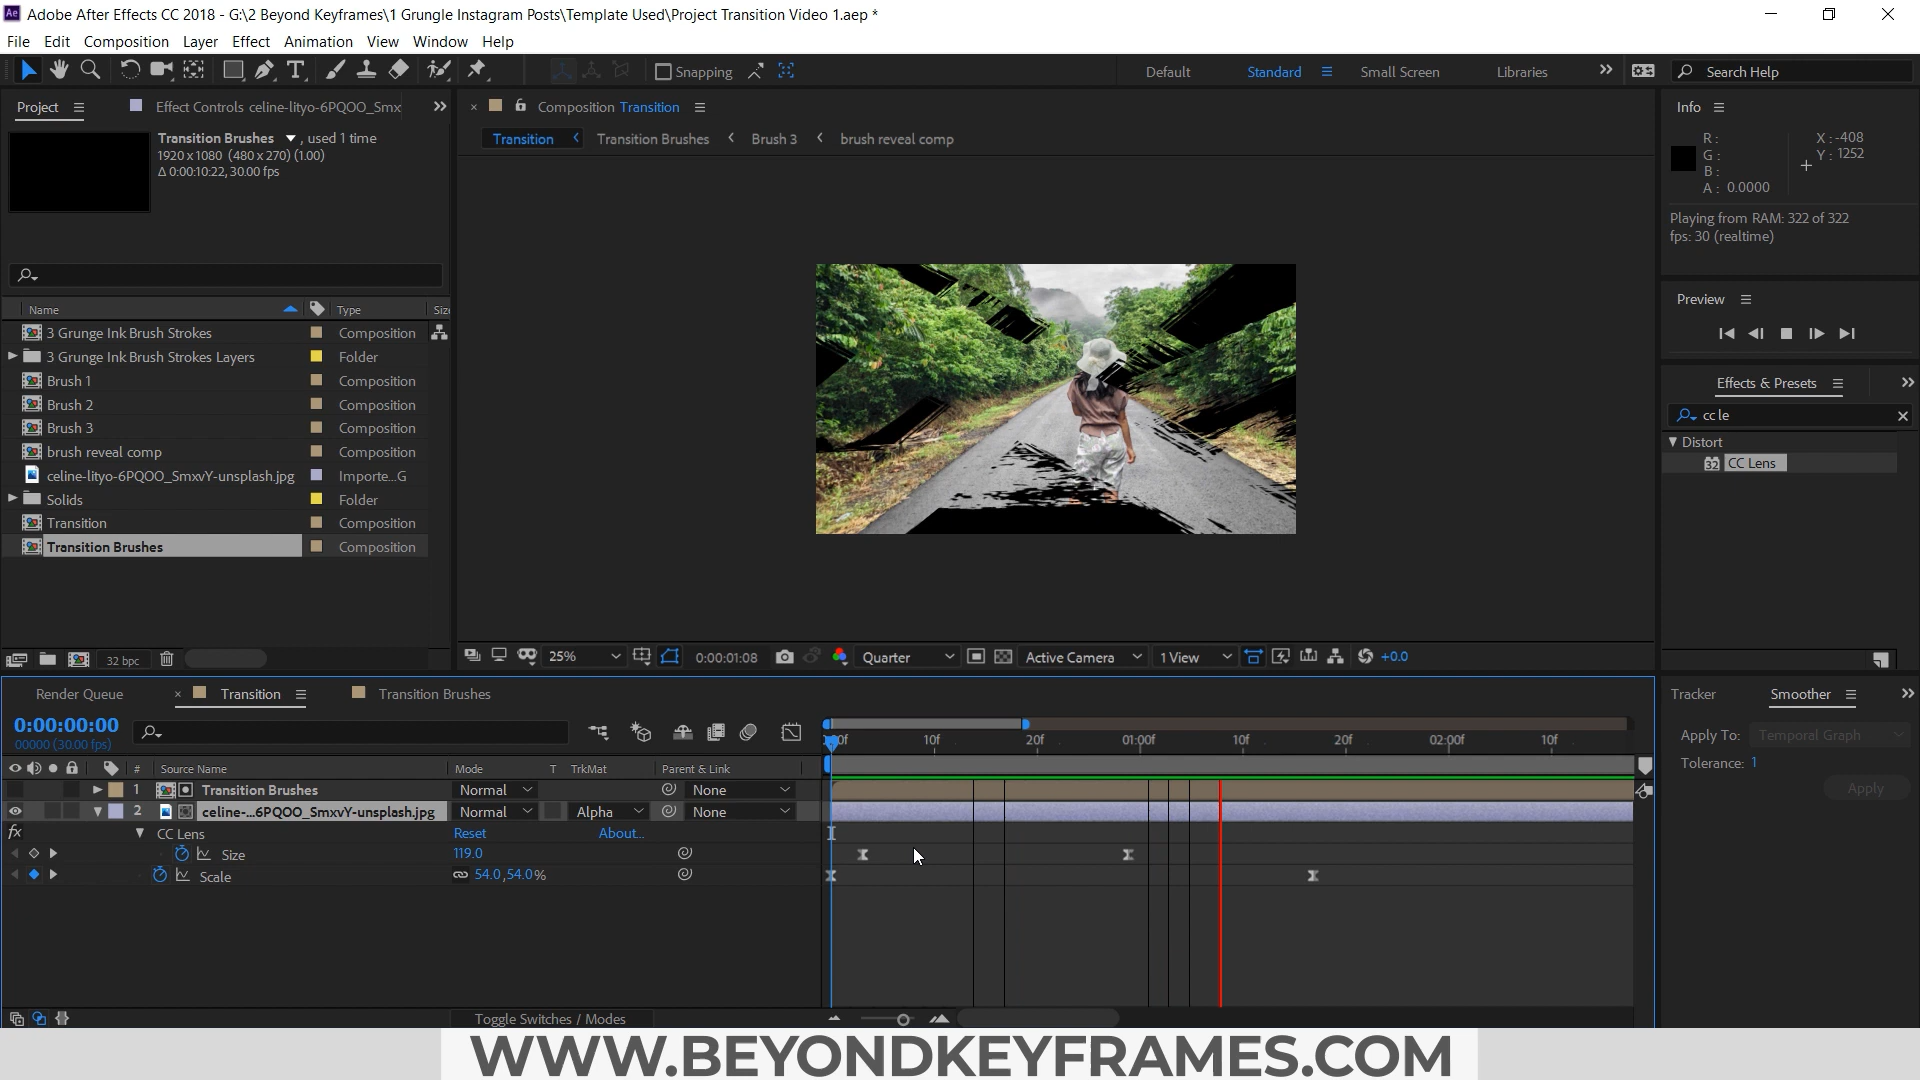 Adobe After Effects CC 2018 - G:\2 Beyond Keyframes\1 Grungle Instagram Posts\Template Used\Project Transition Video 1.aep *
File Edit Composition Layer Effect Animation View Window Help
Snapping Default Standard Small Screen Libraries Search Help
Project Effect Controls celine-lityo-6PQOO_Smx
Transition Brushes , used 1 time
1920 x 1080 (480 x 270) (1.00)
Δ 0:00:10:22, 30.00 fps
Name Type Siz
3 Grunge Ink Brush Strokes Composition
3 Grunge Ink Brush Strokes Layers Folder
Brush 1 Composition
Brush 2 Composition
Brush 3 Composition
brush reveal comp Composition
celine-lityo-6PQOO_SmxvY-unsplash.jpg Importe...G
Solids Folder
Transition Composition
Transition Brushes Composition
32 bpc
Composition Transition
Transition Transition Brushes Brush 3 brush reveal comp
25% 0:00:01:08 Quarter Active Camera 1 View +0.0
Info
R :
G :
B :
A : 0.0000
X : -408
Y : 1252
Playing from RAM: 322 of 322
fps: 30 (realtime)
Preview
Effects & Presets
cc le
Distort
32 CC Lens
Render Queue Transition Transition Brushes
0:00:00:00
00000 (30.00 fps)
10f 20f 01:00f 10f 20f 02:00f 10f
# Source Name Mode T TrkMat Parent & Link
1 Transition Brushes Normal None
2 celine-...6PQOO_SmxvY-unsplash.jpg Normal Alpha None
fx CC Lens Reset About...
Size 119.0
Scale 54.0,54.0%
Toggle Switches / Modes
Tracker Smoother
Apply To: Temporal Graph
Tolerance: 1
Apply
WWW.BEYONDKEYFRAMES.COM